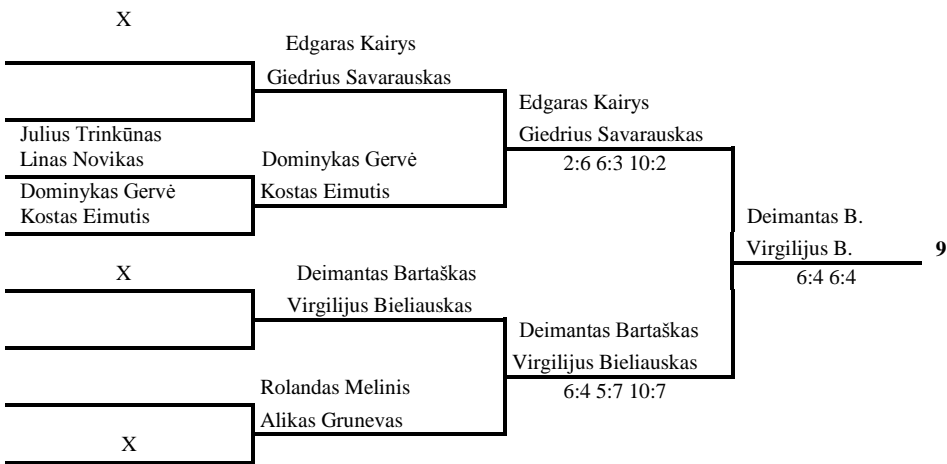 X
Edgaras Kairys
Giedrius Savarauskas
Edgaras Kairys
Giedrius Savarauskas
2:6 6:3 10:2
Julius Trinkūnas
Linas Novikas
Dominykas Gervė
Kostas Eimutis
Dominykas Gervė
Kostas Eimutis
Deimantas B.
Virgilijus B.
9
6:4 6:4
X
Deimantas Bartaškas
Virgilijus Bieliauskas
Deimantas Bartaškas
Virgilijus Bieliauskas
6:4 5:7 10:7
Rolandas Melinis
Alikas Grunevas
X